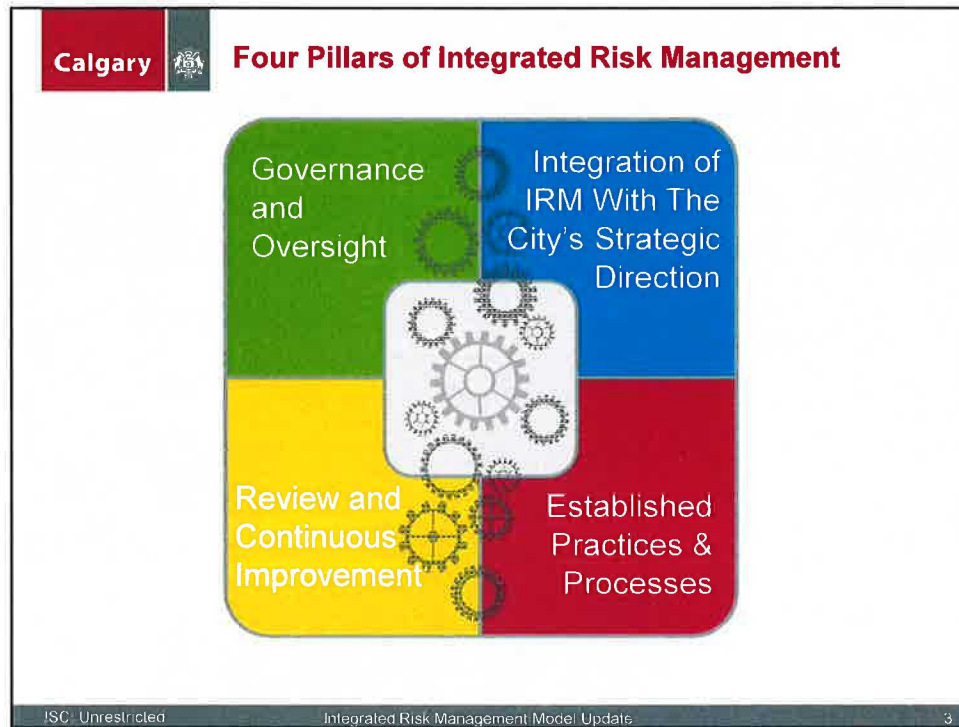 Calgary
Four Pillars of Integrated Risk Management
Governance
and
Oversight
Integration of
IRM With The
City's Strategic
Direction
Review and
Continuous
Improvement
Established
Practices &
Processes
ISC: Unrestricted
Integrated Risk Management Model Update
3